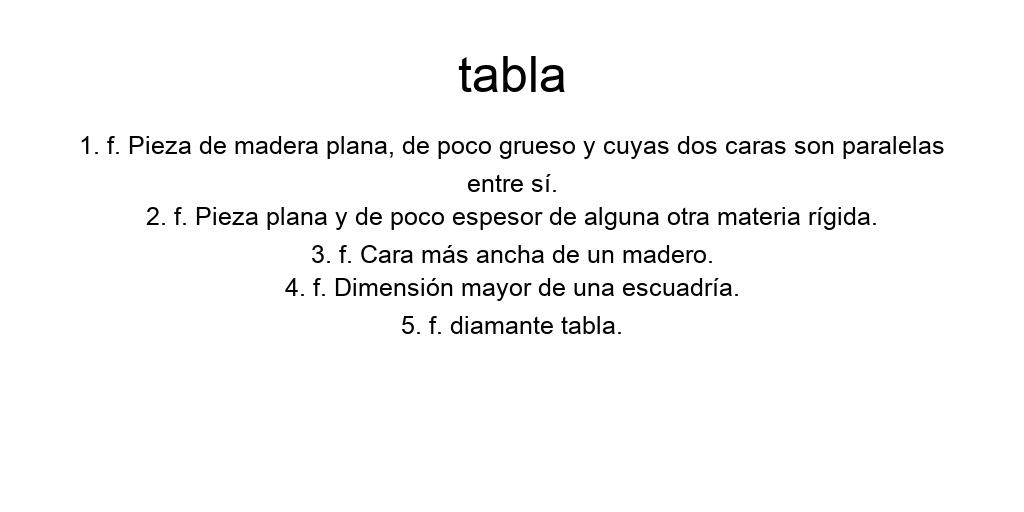 tabla
1. f. Pieza de madera plana, de poco grueso y cuyas dos caras son paralelas
entre sí.
2. f. Pieza plana y de poco espesor de alguna otra materia rígida.
3. f. Cara más ancha de un madero.
4. f. Dimensión mayor de una escuadría.
5. f. diamante tabla.